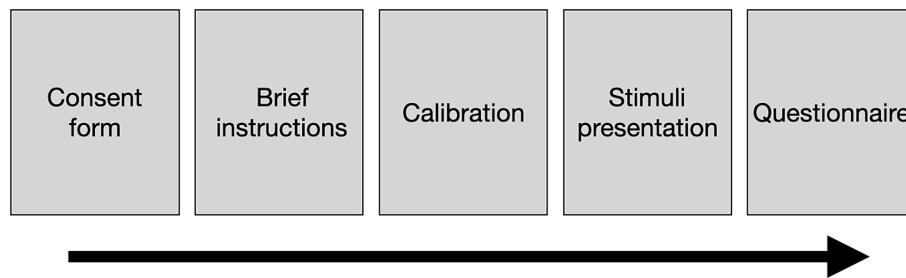 Consent
form
Brief
instructions
Calibration
Stimuli
presentation
Questionnaire